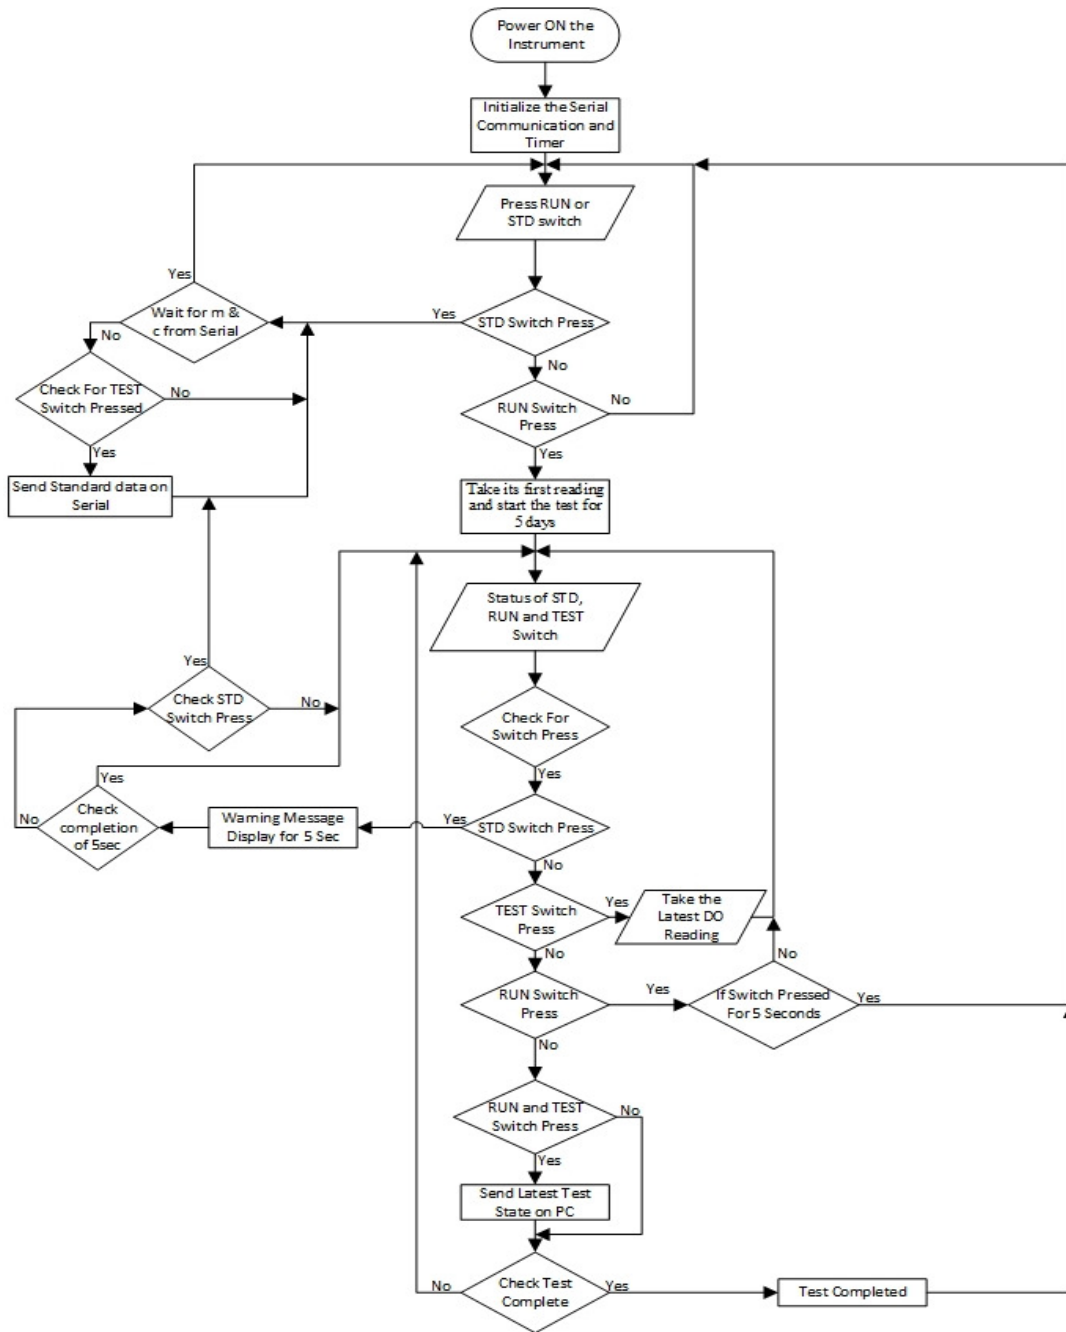 Power ON the
Instrument
Initialize the Serial
Communication and
Timer
Press RUN or
STD switch
Yes
Wait for m &
c from Serial
Yes
STD Switch Press
No
No
Check For TEST
Switch Pressed
No
RUN Switch
Press
No
Yes
Yes
Send Standard data on
Serial
Take its first reading
and start the test for
5 days
Status of STD,
RUN and TEST
Switch
Yes
Check STD
Switch Press
No
Check For
Switch Press
Yes
Yes
No
Check
completion
of 5sec
Warning Message
Display for 5 Sec
Yes
STD Switch Press
No
TEST Switch
Press
Yes
Take the
Latest DO
Reading
No
No
RUN Switch
Press
Yes
If Switch Pressed
For 5 Seconds
Yes
No
RUN and TEST
Switch Press
No
Yes
Send Latest Test
State on PC
No
Check Test
Complete
Yes
Test Completed